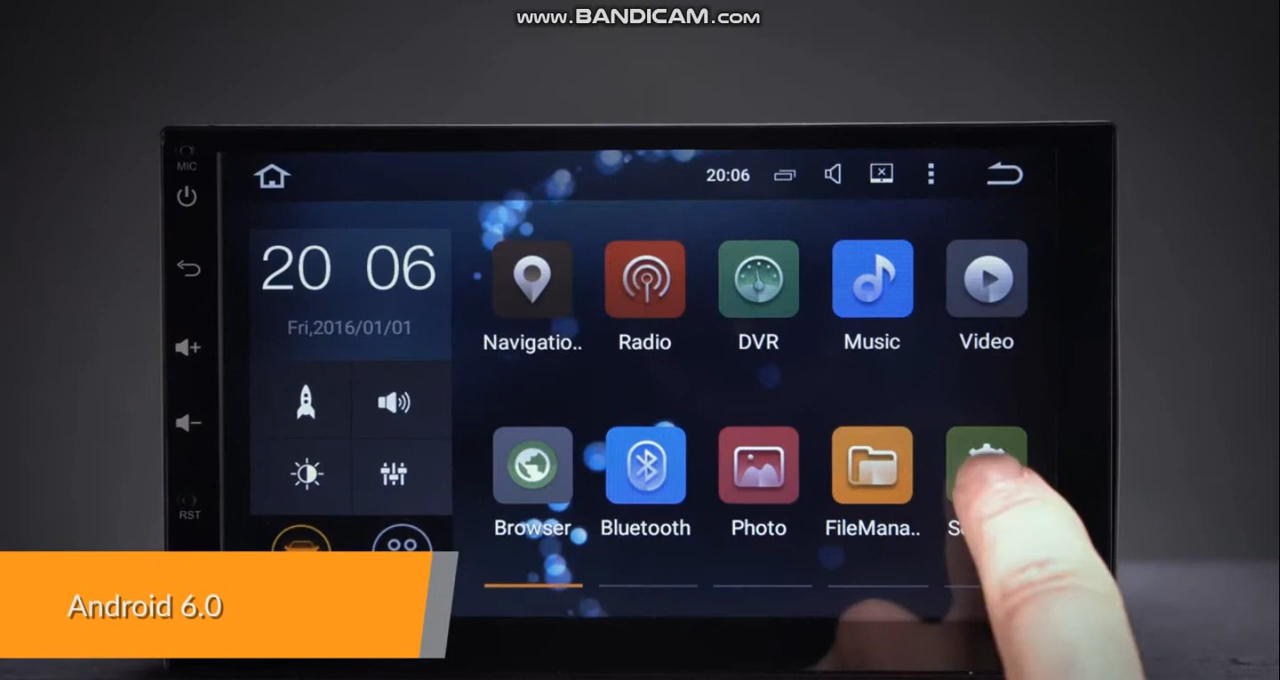 www.BANDICAM.com
MIC
20:06
20 06
Fri,2016/01/01
Navigatio..
Radio
DVR
Music
Video
Browser
Bluetooth
Photo
FileMana..
RST
Android 6.0